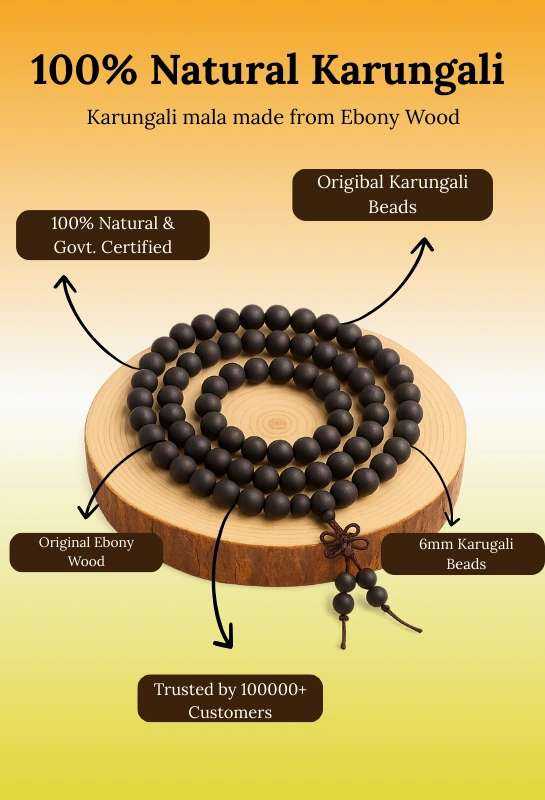 100% Natural Karungali
Karungali mala made from Ebony Wood
Origibal Karungali
Beads
100% Natural &
Govt. Certified
Original Ebony
Wood
6mm Karugali
Beads
Trusted by 100000+
Customers